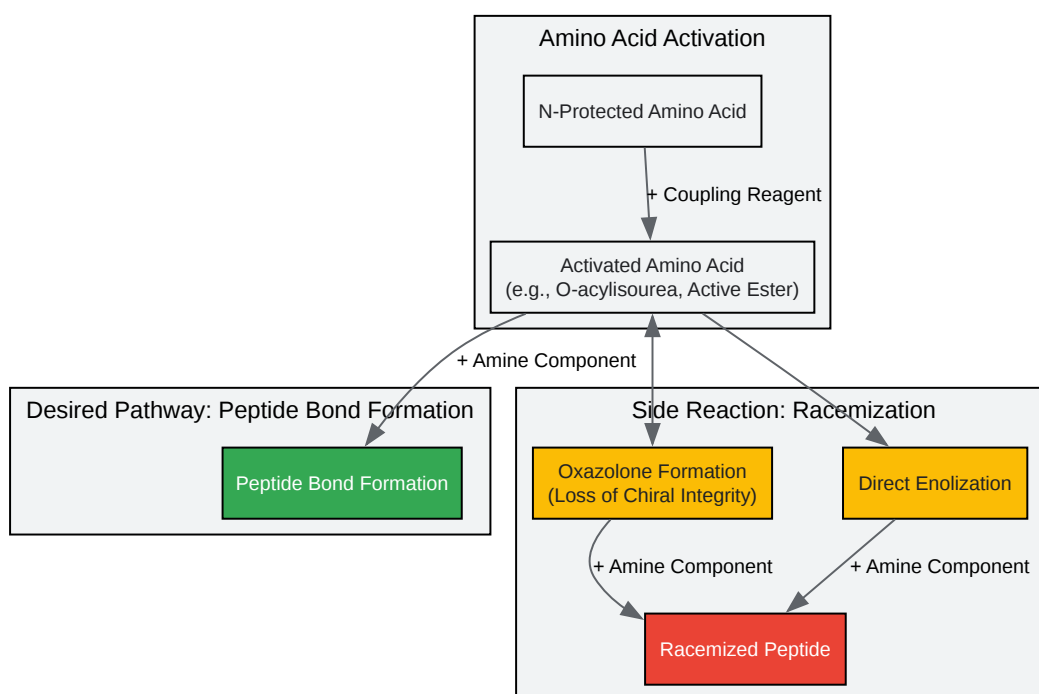 Amino Acid Activation
N-Protected Amino Acid
+ Coupling Reagent
Activated Amino Acid
(e.g., O-acylisourea, Active Ester)
+ Amine Component
Desired Pathway: Peptide Bond Formation
Side Reaction: Racemization
Peptide Bond Formation
Oxazolone Formation
(Loss of Chiral Integrity)
Direct Enolization
+ Amine Component
+ Amine Component
Racemized Peptide